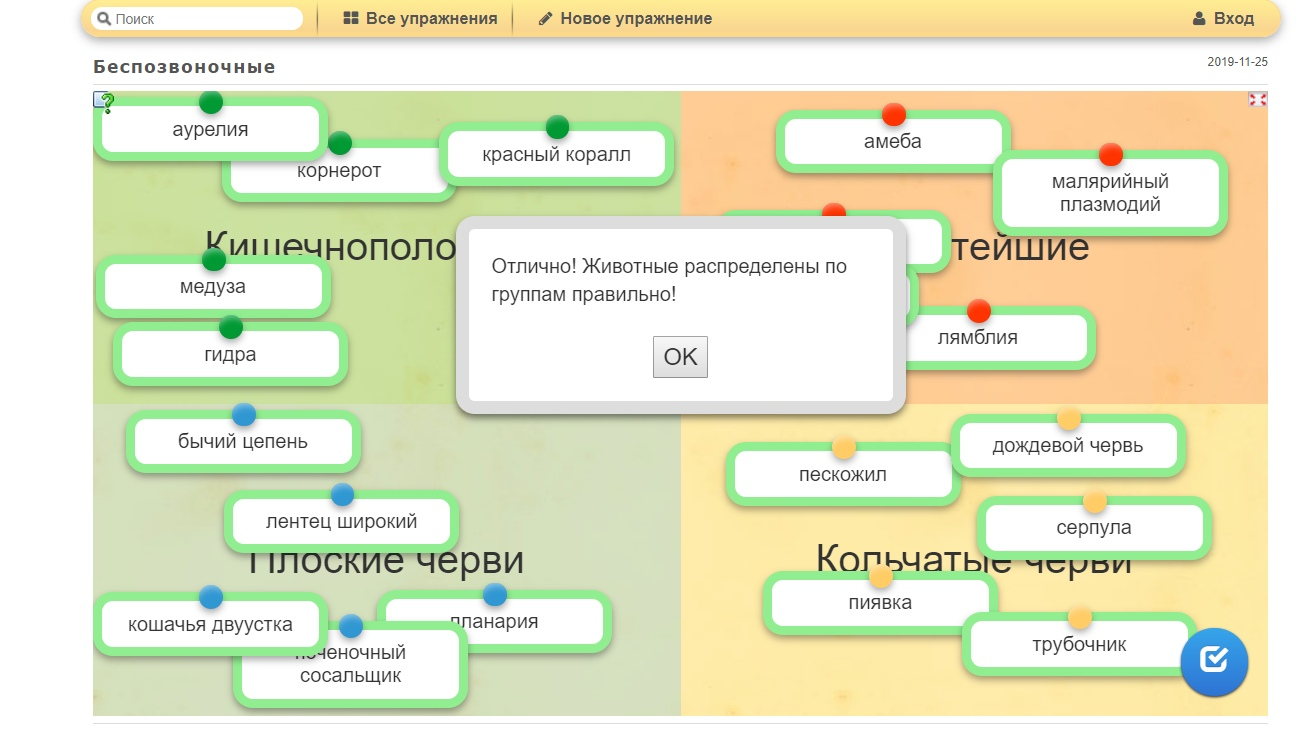 Поиск
Все упражнения
Новое упражнение
Вход
Беспозвоночные
2019-11-25
аурелия
корнерот
красный коралл
амеба
малярийный
плазмодий
Кишечнополо
тейшие
медуза
гидра
лямблия
Отлично! Животные распределены по
группам правильно!
OK
бычий цепень
лентец широкий
Плоские черви
кошачья двуустка
планария
печеночный
сосальщик
пескожил
дождевой червь
серпула
Кольчатые черви
пиявка
трубочник